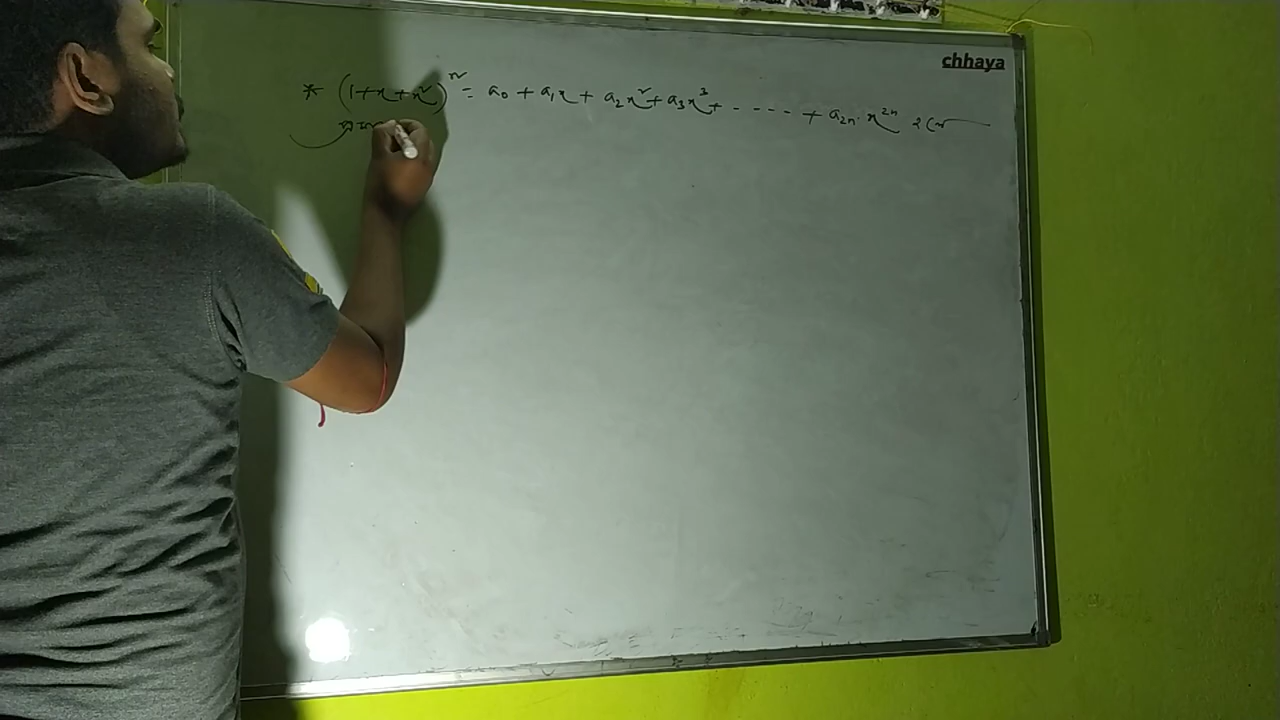 chhaya
* (1+x+x²)ⁿ = a₀ + a₁x + a₂x² + a₃x³ + ------ + a₂ₙ·x²ⁿ